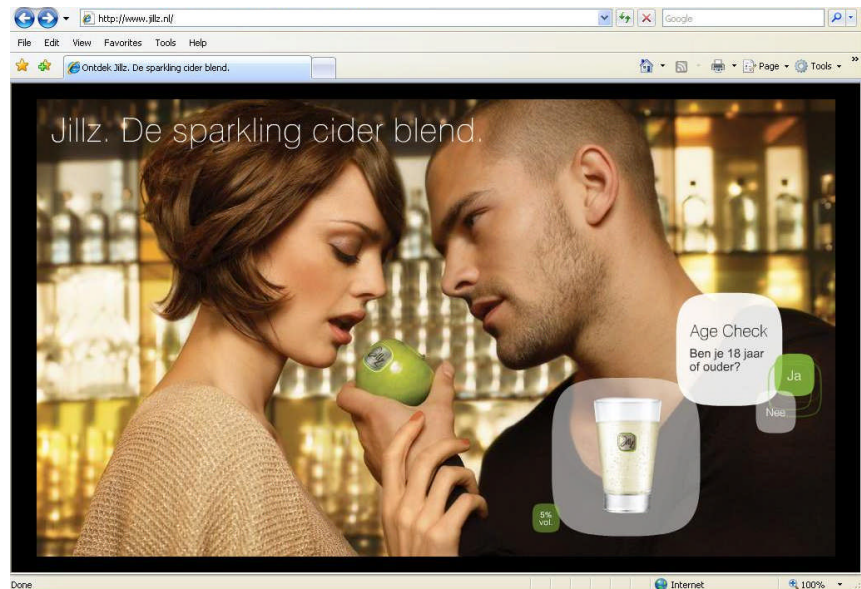 http://www.jillz.nl/
Google
File Edit View Favorites Tools Help
Ontdek Jillz. De sparkling cider blend.
Page Tools
Jillz. De sparkling cider blend.
Jillz
Age Check
Ben je 18 jaar
of ouder?
Ja
Nee
Jillz
5%
vol.
Done
Internet
100%